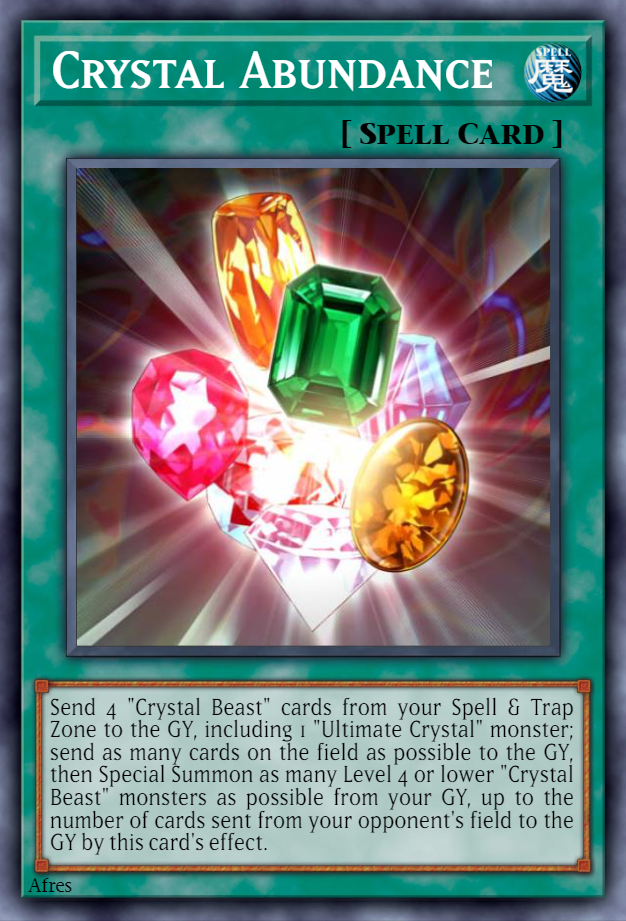 Crystal Abundance
SPELL
魔
[ Spell Card ]
Send 4 "Crystal Beast" cards from your Spell & Trap
Zone to the GY, including 1 "Ultimate Crystal" monster;
send as many cards on the field as possible to the GY,
then Special Summon as many Level 4 or lower "Crystal
Beast" monsters as possible from your GY, up to the
number of cards sent from your opponent's field to the
GY by this card's effect.
Afres